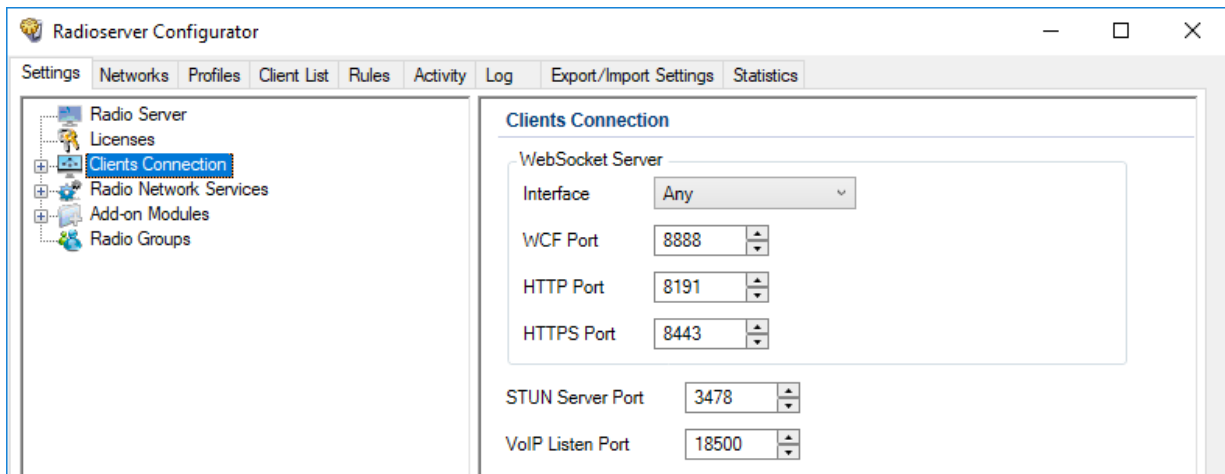 Radioserver Configurator
Settings Networks Profiles Client List Rules Activity Log Export/Import Settings Statistics
Radio Server
Licenses
Clients Connection
Radio Network Services
Add-on Modules
Radio Groups
Clients Connection
WebSocket Server
Interface Any
WCF Port 8888
HTTP Port 8191
HTTPS Port 8443
STUN Server Port 3478
VoIP Listen Port 18500